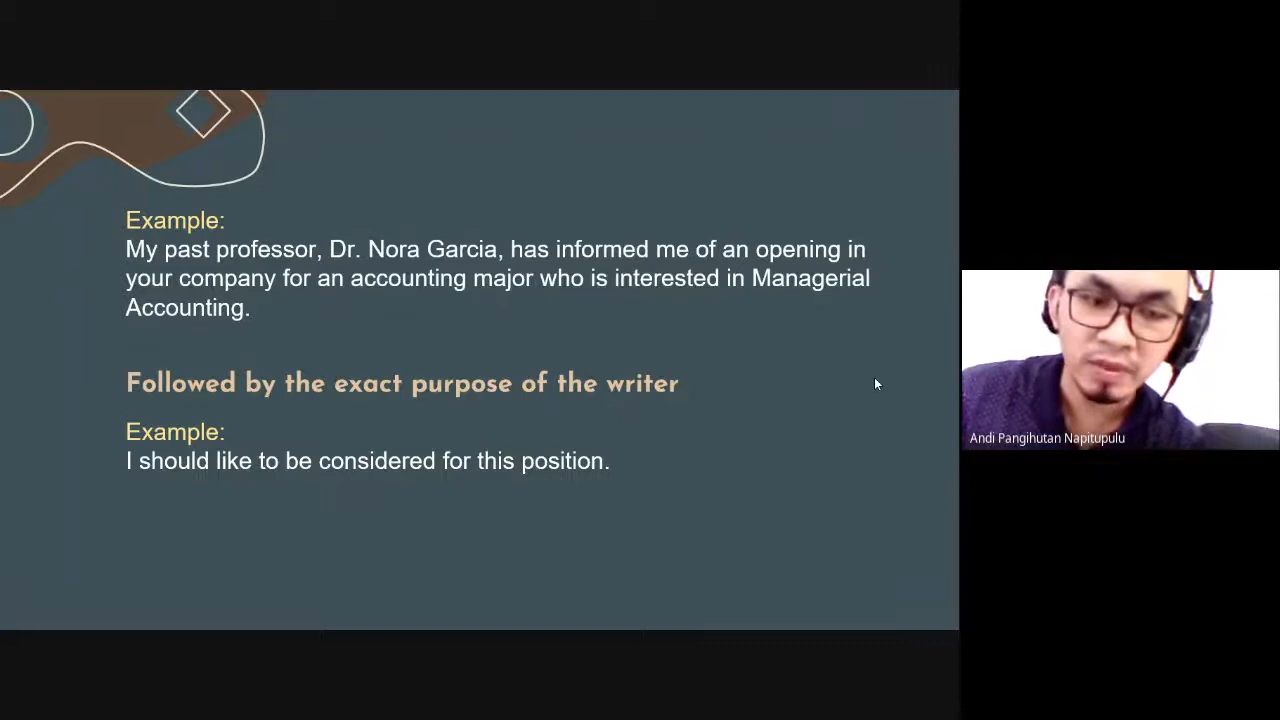 Example:
My past professor, Dr. Nora Garcia, has informed me of an opening in
your company for an accounting major who is interested in Managerial
Accounting.
Followed by the exact purpose of the writer
Example:
I should like to be considered for this position.
Andi Pangihutan Napitupulu